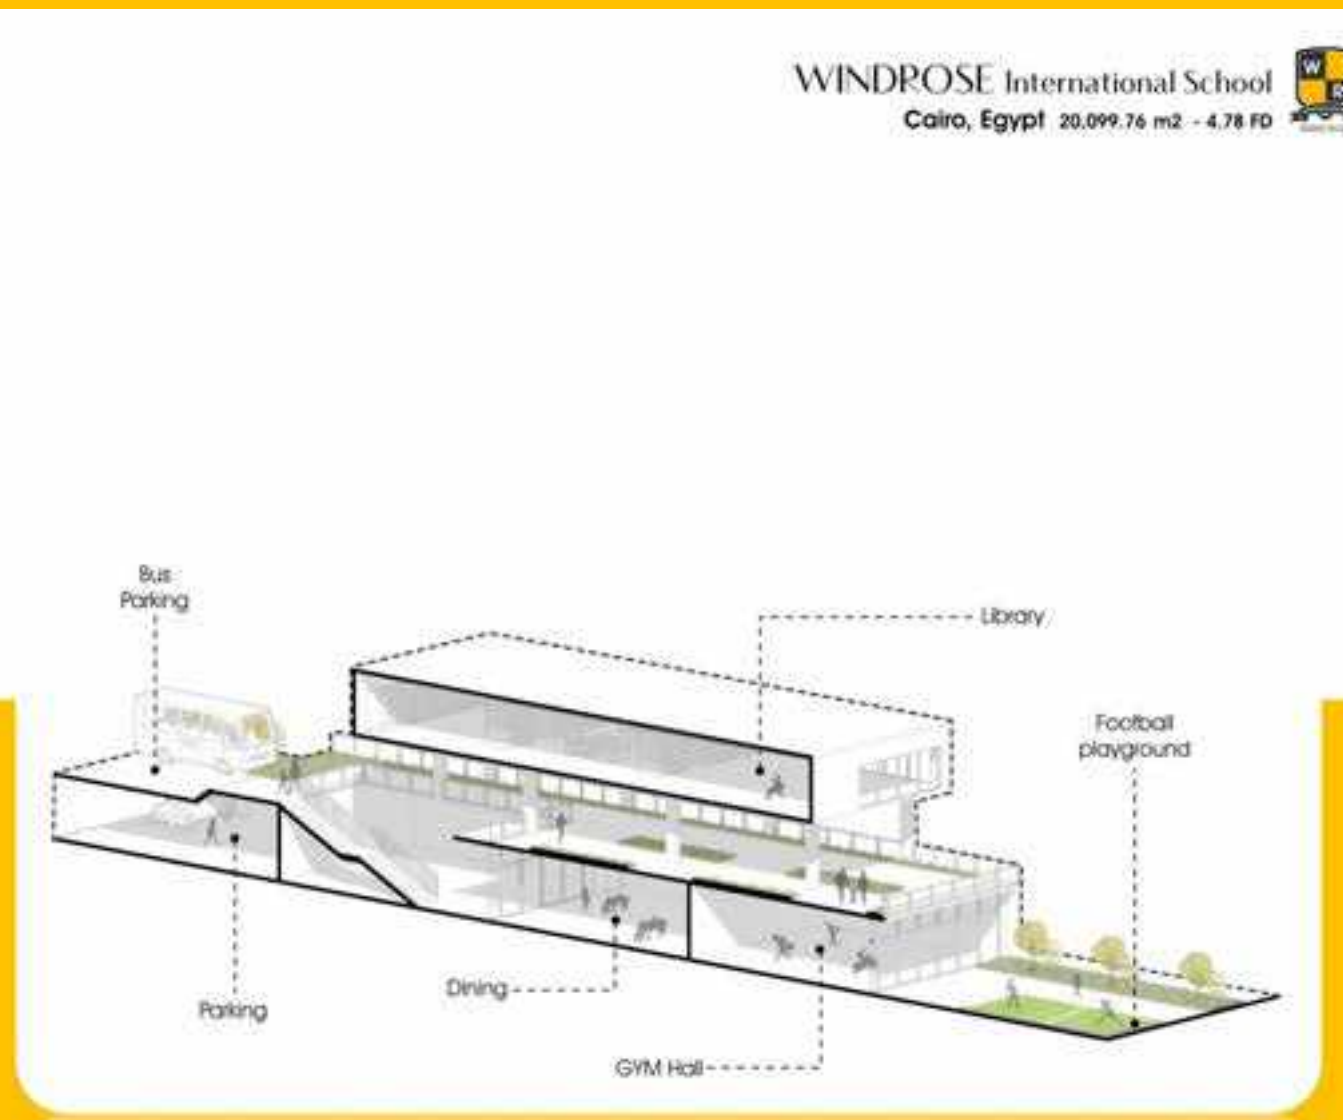 WINDROSE International School
Cairo, Egypt 20,099.76 m2 - 4.78 FD
W
R
Bus
Parking
Library
Football
playground
Dining
Parking
GYM Hall